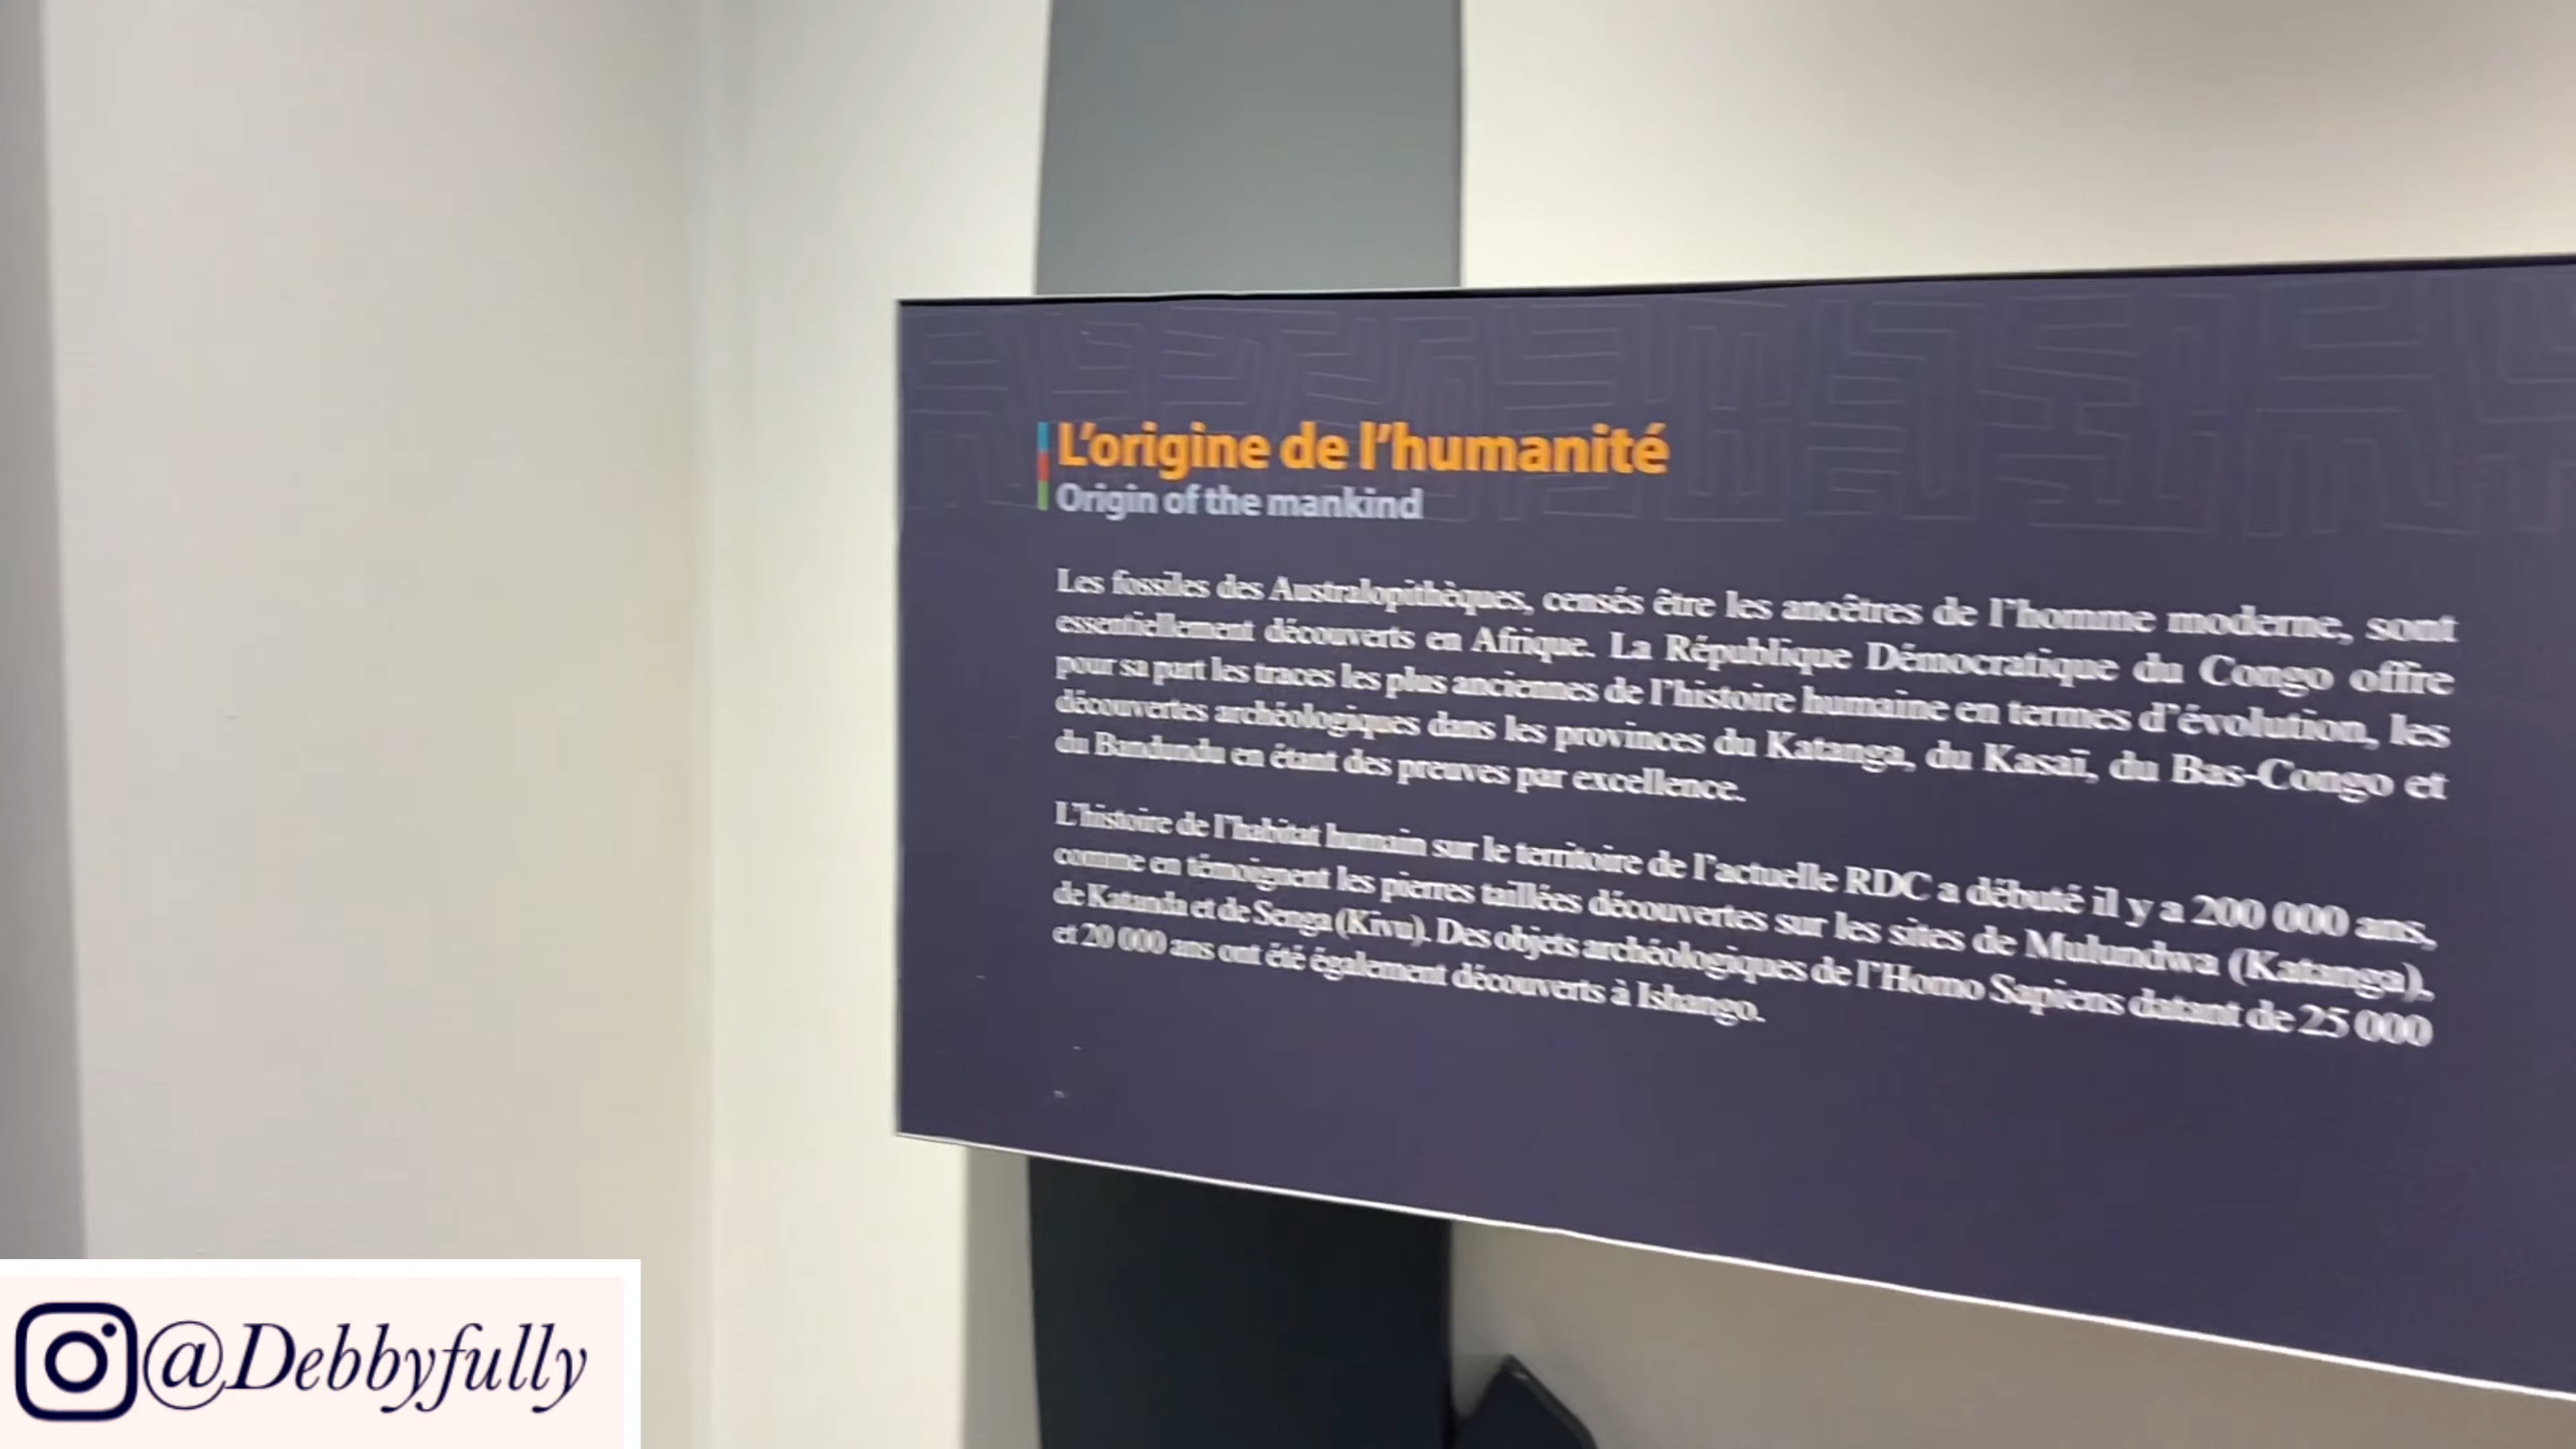 L'origine de l'humanité
Origin of the mankind
Les fossiles des Australopithèques, censés être les ancêtres de l'homme moderne, sont
essentiellement découverts en Afrique. La République Démocratique du Congo offre
pour sa part les traces les plus anciennes de l'histoire humaine en termes d'évolution, les
découvertes archéologiques dans les provinces du Katanga, du Kasaï, du Bas-Congo et
du Bandundu en étant des preuves par excellence.
L'histoire de l'habitat humain sur le territoire de l'actuelle RDC a débuté il y a 200 000 ans,
comme en témoignent les pierres taillées découvertes sur les sites de Mulundwa (Katanga),
de Katanda et de Senga (Kivu). Des objets archéologiques de l'Homo Sapiens datant de 25 000
et 20 000 ans ont été également découverts à Ishango.
@Debbyfully